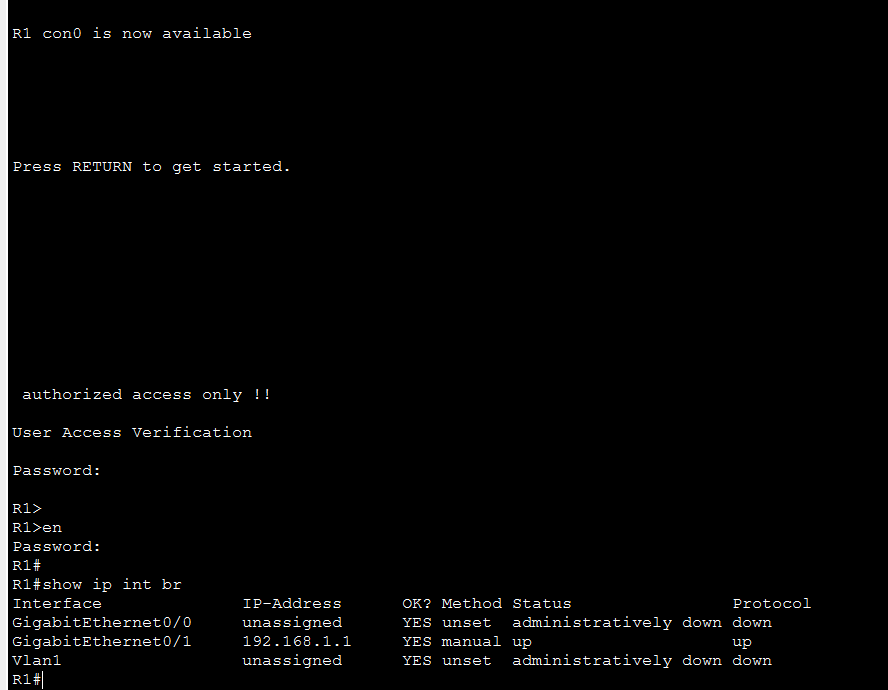 R1 con0 is now available
Press RETURN to get started.
authorized access only !!
User Access Verification
Password:
R1>
R1>en
Password:
R1#
R1#show ip int br
Interface              IP-Address      OK? Method Status                Protocol
GigabitEthernet0/0     unassigned      YES unset  administratively down down
GigabitEthernet0/1     192.168.1.1     YES manual up                    up
Vlan1                  unassigned      YES unset  administratively down down
R1#